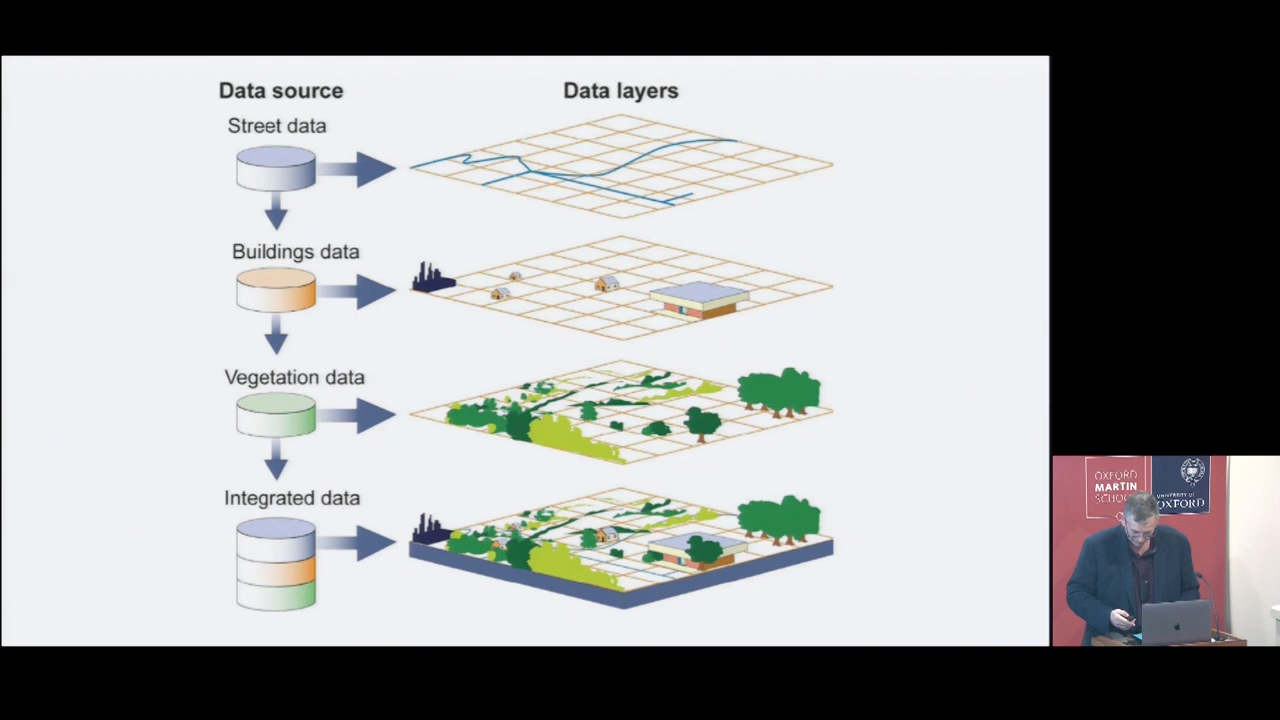 Data source
Data layers
Street data
Buildings data
Vegetation data
Integrated data
OXFORD
MARTIN
SCHOOL
UNIVERSITY OF
OXFORD